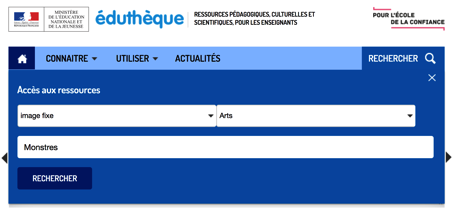 MINISTÈRE
DE L'ÉDUCATION
NATIONALE ET
DE LA JEUNESSE
éduthèque
RESSOURCES PÉDAGOGIQUES, CULTURELLES ET
SCIENTIFIQUES, POUR LES ENSEIGNANTS
POUR L'ÉCOLE
DE LA CONFIANCE
CONNAITRE UTILISER ACTUALITÉS RECHERCHER
Accès aux ressources
image fixe Arts
Monstres
RECHERCHER